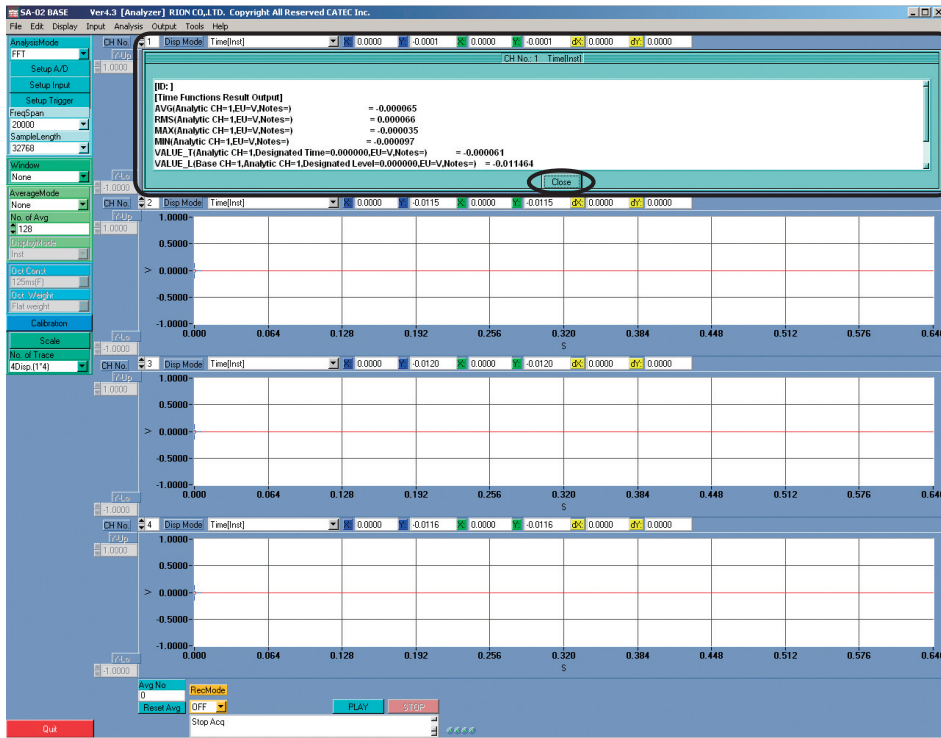 SA-02 BASE Ver4.3 [Analyzer] RION CO,.LTD. Copyright All Reserved CATEC Inc.
File Edit Display Input Analysis Output Tools Help
AnalysisMode
FFT
Setup A/D
Setup Input
Setup Trigger
FreqSpan
20000
SampleLength
32768
Window
None
AverageMode
None
No. of Avg
128
DisplayMode
Inst
Oct Const
125ms(F)
Oct Weight
Flat weight
Calibration
Scale
No. of Trace
4Disp.(1*4)
Quit
CH No. 1 Disp Mode Time[Inst] X: 0.0000 Y: -0.0001 X: 0.0000 Y: -0.0001 dX: 0.0000 dY: 0.0000
Y-Up
1.0000
CH No.: 1 Time[Inst]
[ID: ]
[Time Functions Result Output]
AVG(Analytic CH=1,EU=V,Notes=) = -0.000065
RMS(Analytic CH=1,EU=V,Notes=) = 0.000066
MAX(Analytic CH=1,EU=V,Notes=) = -0.000035
MIN(Analytic CH=1,EU=V,Notes=) = -0.000097
VALUE_T(Analytic CH=1,Designated Time=0.000000,EU=V,Notes=) = -0.000061
VALUE_L(Base CH=1,Analytic CH=1,Designated Level=0.000000,EU=V,Notes=) = -0.011464
Close
Y-Lo
-1.0000
CH No. 2 Disp Mode Time[Inst] X: 0.0000 Y: -0.0115 X: 0.0000 Y: -0.0115 dX: 0.0000 dY: 0.0000
Y-Up
1.0000
1.0000
0.5000
V 0.0000
-0.5000
-1.0000
0.000 0.064 0.128 0.192 0.256 0.320 0.384 0.448 0.512 0.576 0.640
S
Y-Lo
-1.0000
CH No. 3 Disp Mode Time[Inst] X: 0.0000 Y: -0.0120 X: 0.0000 Y: -0.0120 dX: 0.0000 dY: 0.0000
Y-Up
1.0000
1.0000
0.5000
V 0.0000
-0.5000
-1.0000
0.000 0.064 0.128 0.192 0.256 0.320 0.384 0.448 0.512 0.576 0.640
S
Y-Lo
-1.0000
CH No. 4 Disp Mode Time[Inst] X: 0.0000 Y: -0.0116 X: 0.0000 Y: -0.0116 dX: 0.0000 dY: 0.0000
Y-Up
1.0000
1.0000
0.5000
V 0.0000
-0.5000
-1.0000
0.000 0.064 0.128 0.192 0.256 0.320 0.384 0.448 0.512 0.576
S
Y-Lo
-1.0000
Avg No
0
Reset Avg
RecMode
OFF
PLAY STOP
Stop Acq